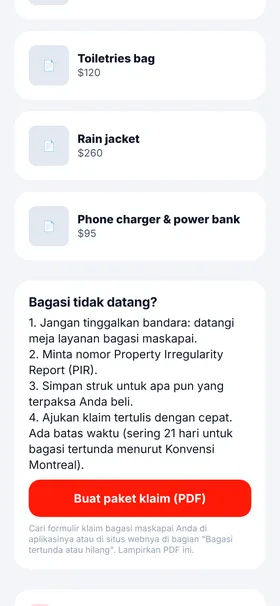 Toiletries bag
$120
Rain jacket
$260
Phone charger & power bank
$95
Bagasi tidak datang?
1. Jangan tinggalkan bandara: datangi
meja layanan bagasi maskapai.
2. Minta nomor Property Irregularity
Report (PIR).
3. Simpan struk untuk apa pun yang
terpaksa Anda beli.
4. Ajukan klaim tertulis dengan cepat.
Ada batas waktu (sering 21 hari untuk
bagasi tertunda menurut Konvensi
Montreal).
Buat paket klaim (PDF)
Cari formulir klaim bagasi maskapai Anda di
aplikasinya atau di situs webnya di bagian "Bagasi
tertunda atau hilang". Lampirkan PDF ini.